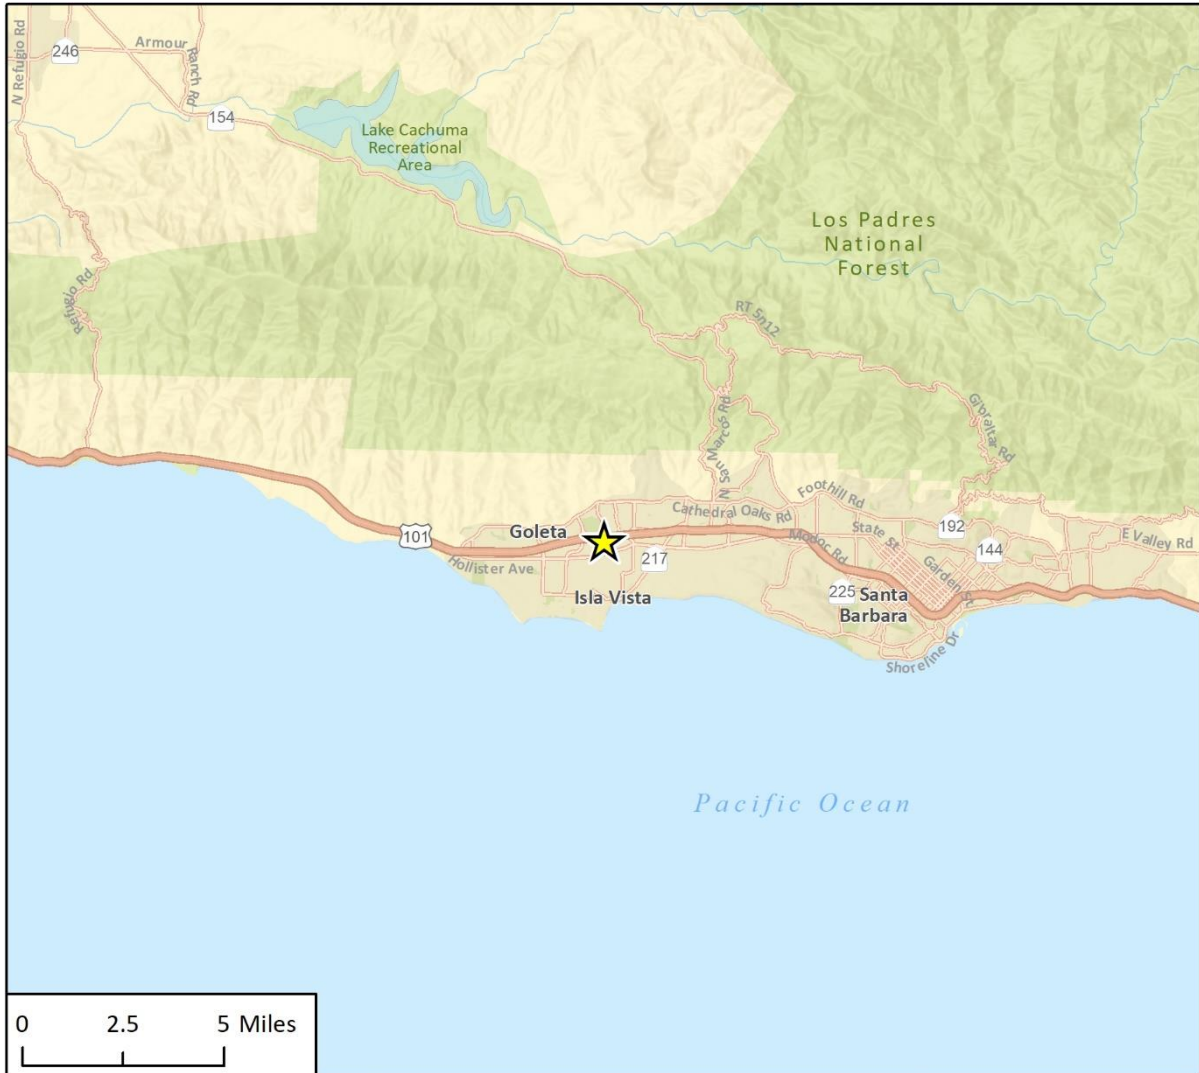 N Refugio Rd
246
Armour
Ranch Rd
154
Lake Cachuma
Recreational
Area
Los Padres
National
Forest
Refugio Rd
RT 5n12
Gibraltar Rd
N San Marcos Rd
Foothill Rd
Cathedral Oaks Rd
State St
192
E Valley Rd
144
101
Goleta
Modoc Rd
217
Hollister Ave
Garden St
Isla Vista
225
Santa
Barbara
Shoreline Dr
Pacific Ocean
0 2.5 5 Miles